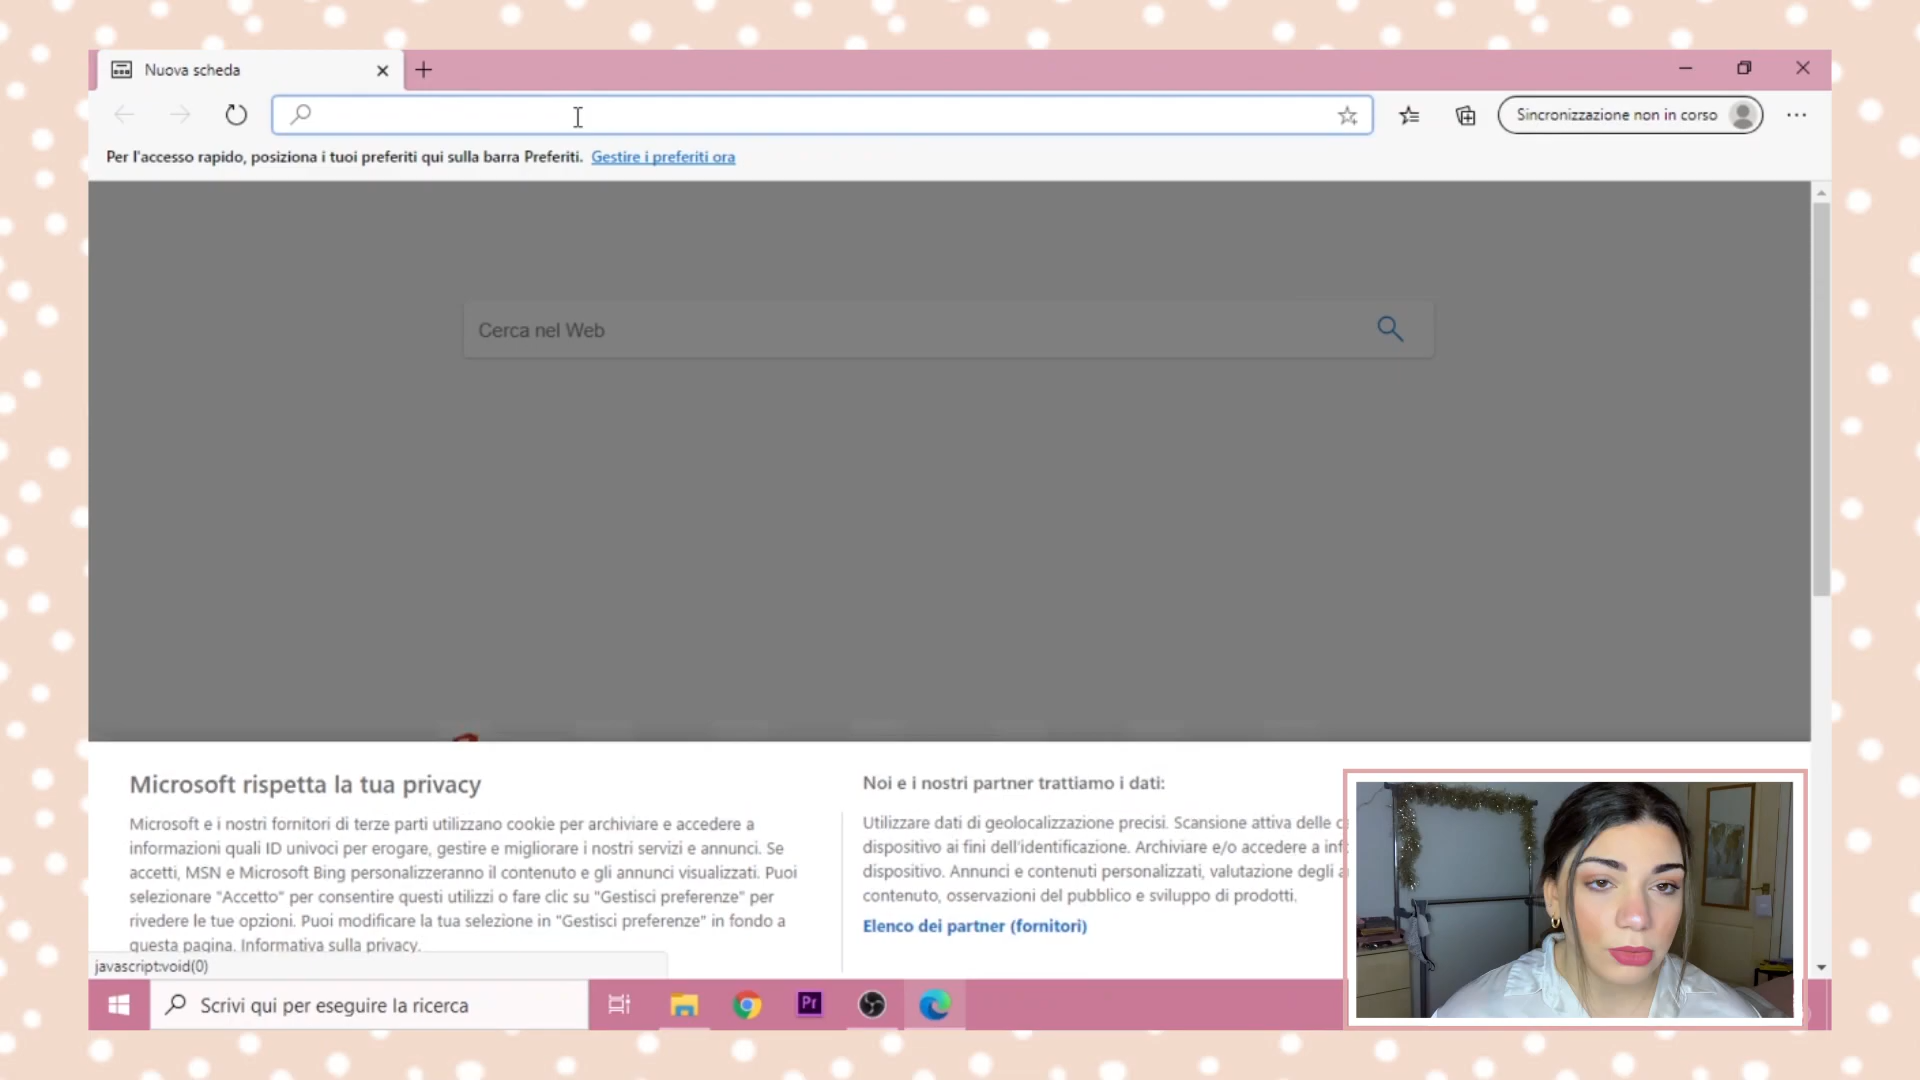 Nuova scheda
Sincronizzazione non in corso
Per l'accesso rapido, posiziona i tuoi preferiti qui sulla barra Preferiti. Gestire i preferiti ora
Cerca nel Web
Microsoft rispetta la tua privacy
Microsoft e i nostri fornitori di terze parti utilizzano cookie per archiviare e accedere a
informazioni quali ID univoci per erogare, gestire e migliorare i nostri servizi e annunci. Se
accetti, MSN e Microsoft Bing personalizzeranno il contenuto e gli annunci visualizzati. Puoi
selezionare "Accetto" per consentire questi utilizzi o fare clic su "Gestisci preferenze" per
rivedere le tue opzioni. Puoi modificare la tua selezione in "Gestisci preferenze" in fondo a
questa pagina. Informativa sulla privacy.
Noi e i nostri partner trattiamo i dati:
Utilizzare dati di geolocalizzazione precisi. Scansione attiva delle
dispositivo ai fini dell'identificazione. Archiviare e/o accedere a
dispositivo. Annunci e contenuti personalizzati, valutazione degli
contenuto, osservazioni del pubblico e sviluppo di prodotti.
Elenco dei partner (fornitori)
javascript:void(0)
Scrivi qui per eseguire la ricerca
Pr